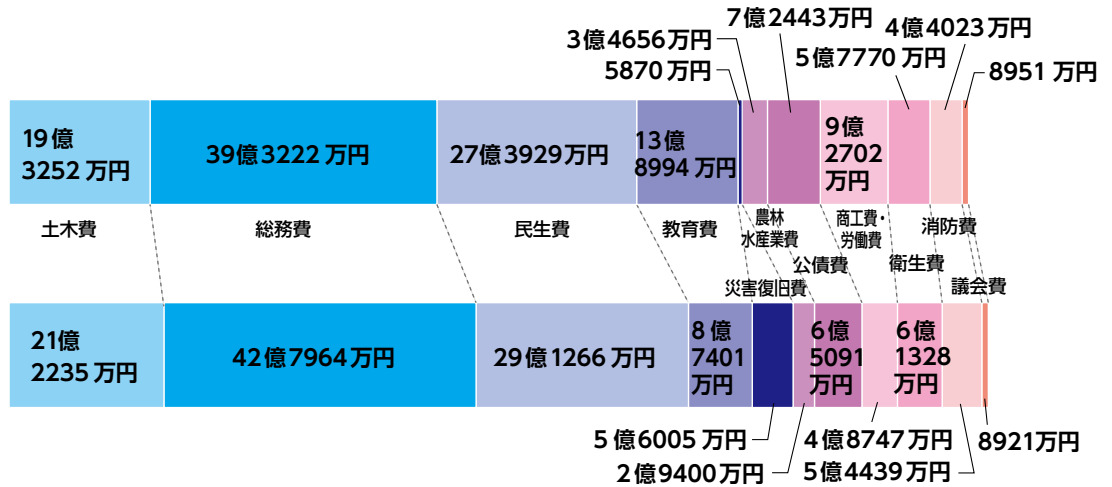 7億2443万円
4億4023万円
3億4656万円
5億7770万円
5870万円
8951万円
19億
3252万円
39億3222万円
27億3929万円
13億
8994万円
9億
2702
万円
土木費
総務費
民生費
教育費
農林
水産業費
商工費・
労働費
消防費
公債費
衛生費
災害復旧費
議会費
21億
2235万円
42億7964万円
29億1266万円
8億
7401
万円
6億
5091
万円
6億
1328
万円
5億6005万円
4億8747万円
8921万円
2億9400万円
5億4439万円